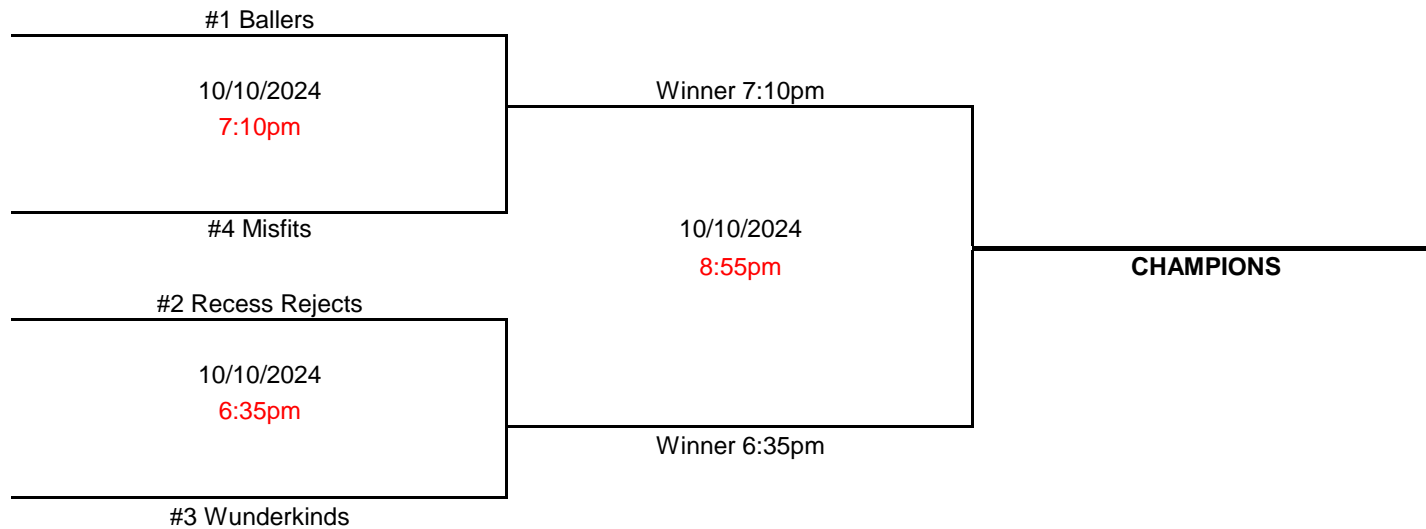 #1 Ballers
10/10/2024
7:10pm
Winner 7:10pm
#4 Misfits
10/10/2024
8:55pm
CHAMPIONS
#2 Recess Rejects
10/10/2024
6:35pm
Winner 6:35pm
#3 Wunderkinds